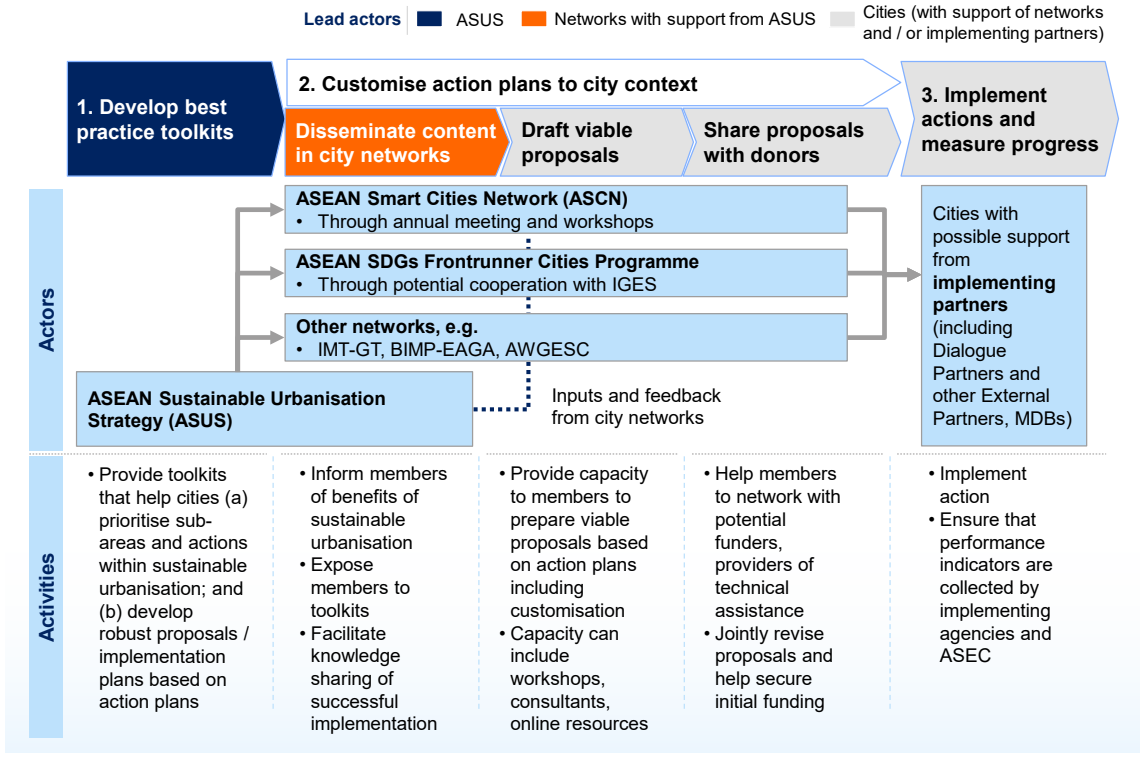 Lead actors
ASUS
Networks with support from ASUS
Cities (with support of networks
and / or implementing partners)
1. Develop best
practice toolkits
2. Customise action plans to city context
Disseminate content
in city networks
Draft viable
proposals
Share proposals
with donors
3. Implement
actions and
measure progress
Actors
ASEAN Smart Cities Network (ASCN)
• Through annual meeting and workshops
ASEAN SDGs Frontrunner Cities Programme
• Through potential cooperation with IGES
Other networks, e.g.
• IMT-GT, BIMP-EAGA, AWGESC
ASEAN Sustainable Urbanisation
Strategy (ASUS)
Inputs and feedback
from city networks
Cities with
possible support
from
implementing
partners
(including
Dialogue
Partners and
other External
Partners, MDBs)
Activities
• Provide toolkits
that help cities (a)
prioritise sub-
areas and actions
within sustainable
urbanisation; and
(b) develop
robust proposals /
implementation
plans based on
action plans
• Inform members
of benefits of
sustainable
urbanisation
• Expose
members to
toolkits
• Facilitate
knowledge
sharing of
successful
implementation
• Provide capacity
to members to
prepare viable
proposals based
on action plans
including
customisation
• Capacity can
include
workshops,
consultants,
online resources
• Help members
to network with
potential
funders,
providers of
technical
assistance
• Jointly revise
proposals and
help secure
initial funding
• Implement
action
• Ensure that
performance
indicators are
collected by
implementing
agencies and
ASEC